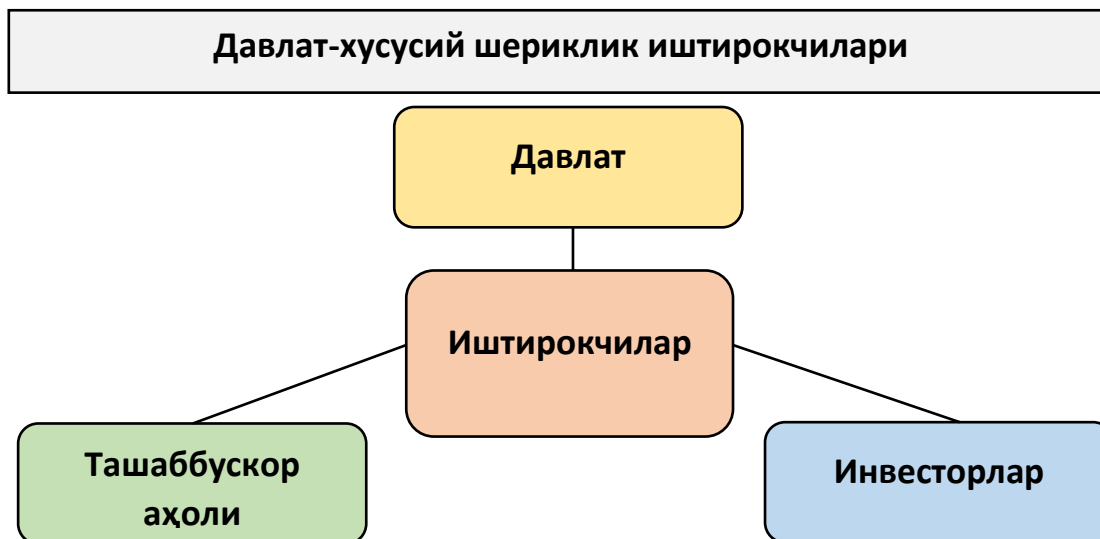 Давлат-хусусий шериклик иштирокчилари
Давлат
Иштирокчилар
Ташаббускор
аҳоли
Инвесторлар